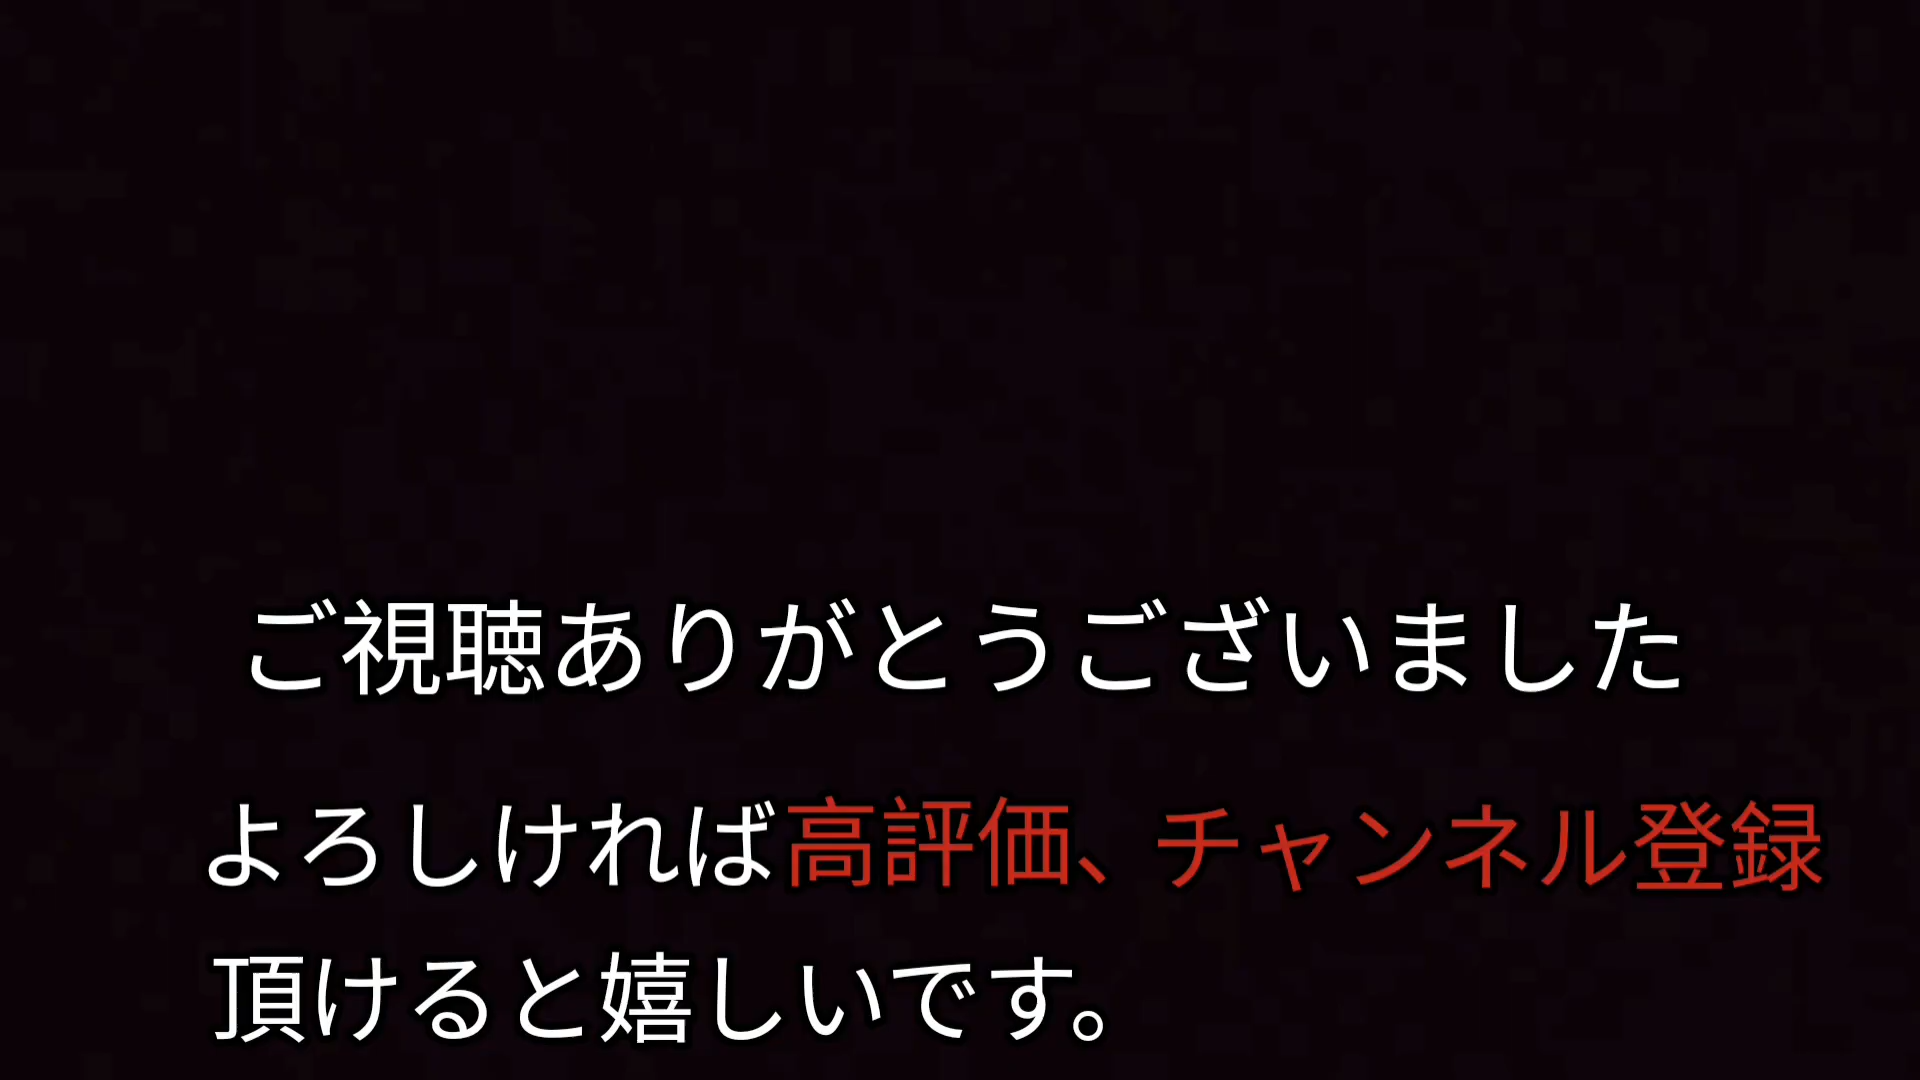 ご視聴ありがとうございました
よろしければ高評価、チャンネル登録
頂けると嬉しいです。